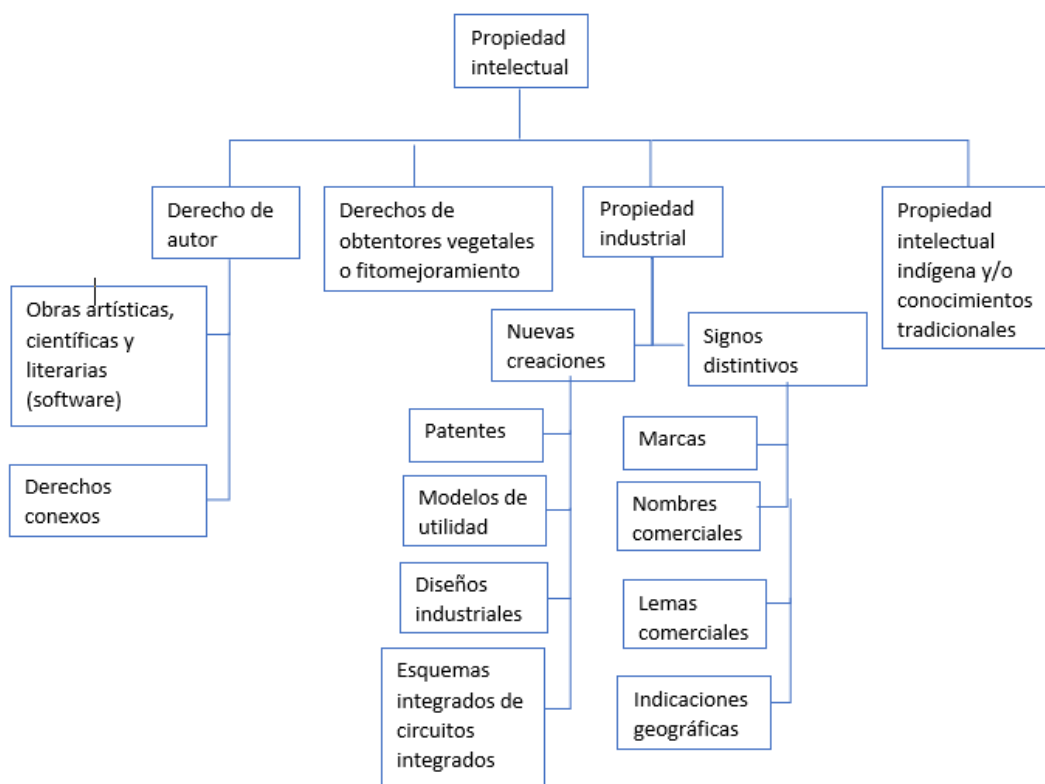 Propiedad
intelectual
Derecho de
autor
Derechos de
obtentores vegetales
o fitomejoramiento
Propiedad
industrial
Propiedad
intelectual
indígena y/o
conocimientos
tradicionales
Obras artísticas,
científicas y
literarias
(software)
Derechos
conexos
Nuevas
creaciones
Signos
distintivos
Patentes
Modelos de
utilidad
Diseños
industriales
Esquemas
integrados de
circuitos
integrados
Marcas
Nombres
comerciales
Lemas
comerciales
Indicaciones
geográficas